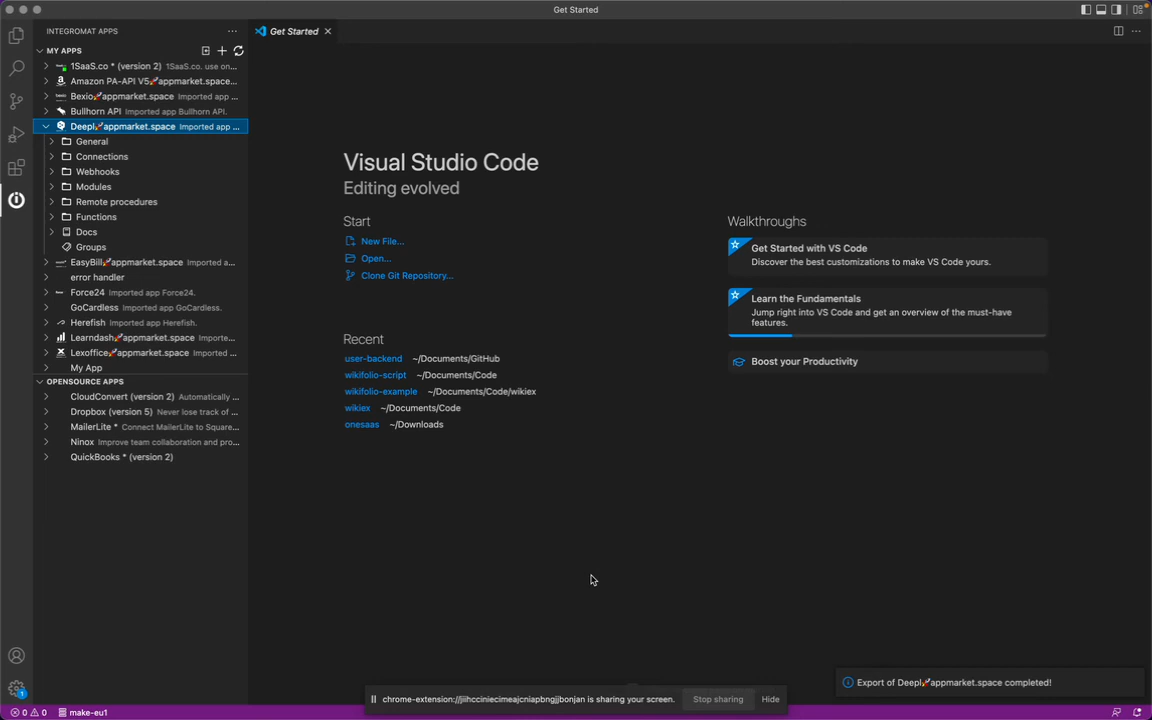 Get Started
INTEGROMAT APPS
Get Started
MY APPS
1SaaS.co * (version 2) 1SaaS.co. use on...
Amazon PA-API V5🚀appmarket.space...
Bexio🚀appmarket.space Imported app ...
Bullhorn API Imported app Bullhorn API.
Deepl🚀appmarket.space Imported app ...
General
Connections
Webhooks
Modules
Remote procedures
Functions
Docs
Groups
EasyBill🚀appmarket.space Imported a...
error handler
Force24 Imported app Force24.
GoCardless Imported app GoCardless.
Herefish Imported app Herefish.
Learndash🚀appmarket.space Importe...
Lexoffice🚀appmarket.space Imported ...
My App
OPENSOURCE APPS
CloudConvert (version 2) Automatically ...
Dropbox (version 5) Never lose track of ...
MailerLite * Connect MailerLite to Square...
Ninox Improve team collaboration and pro...
QuickBooks * (version 2)
Visual Studio Code
Editing evolved
Start
New File...
Open...
Clone Git Repository...
Recent
user-backend ~/Documents/GitHub
wikifolio-script ~/Documents/Code
wikifolio-example ~/Documents/Code/wikiex
wikiex ~/Documents/Code
onesaas ~/Downloads
Walkthroughs
Get Started with VS Code
Discover the best customizations to make VS Code yours.
Learn the Fundamentals
Jump right into VS Code and get an overview of the must-have
features.
Boost your Productivity
Export of Deepl🚀appmarket.space completed!
chrome-extension://jiihcciniecimeajcniapbngjjbonjan is sharing your screen.
Stop sharing
Hide
1
0 0 make-eu1